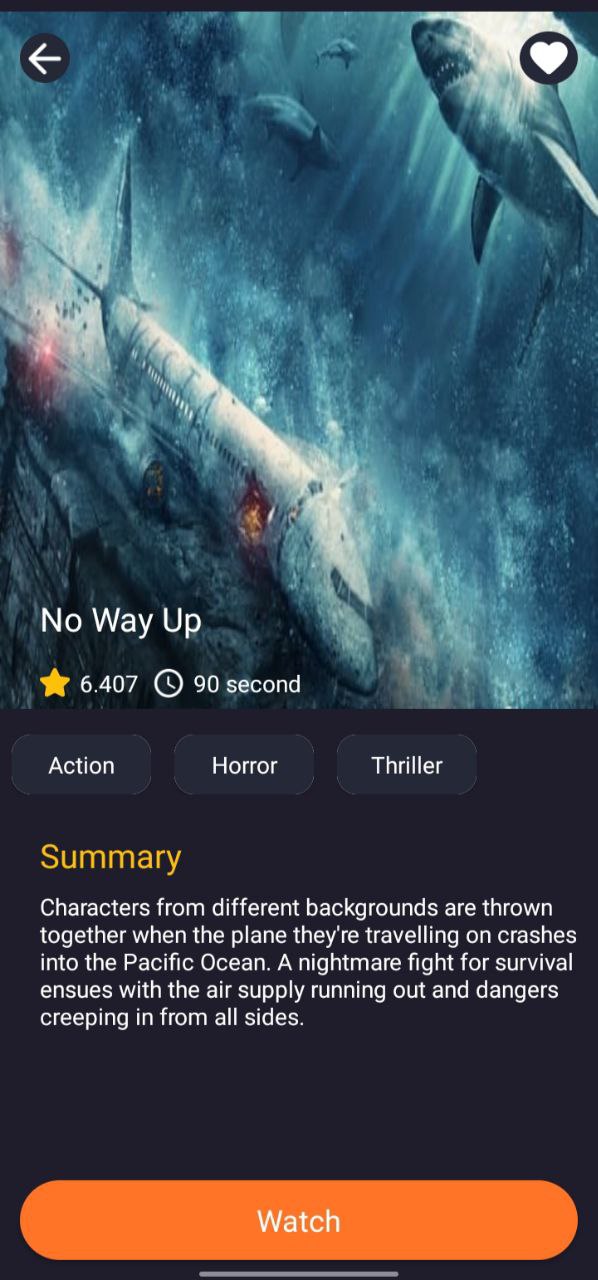 No Way Up
6.407 90 second
Action Horror Thriller
Summary
Characters from different backgrounds are thrown
together when the plane they're travelling on crashes
into the Pacific Ocean. A nightmare fight for survival
ensues with the air supply running out and dangers
creeping in from all sides.
Watch